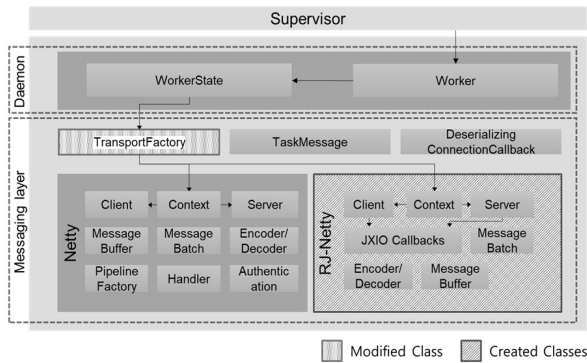 Supervisor
Daemon
WorkerState
Worker
Messaging layer
TransportFactory
TaskMessage
Deserializing
ConnectionCallback
Netty
Client
Context
Server
Message
Buffer
Message
Batch
Encoder/
Decoder
Pipeline
Factory
Handler
Authentic
ation
RJ-Netty
Client
Context
Server
JXIO Callbacks
Message
Batch
Encoder/
Decoder
Message
Buffer
Modified Class
Created Classes